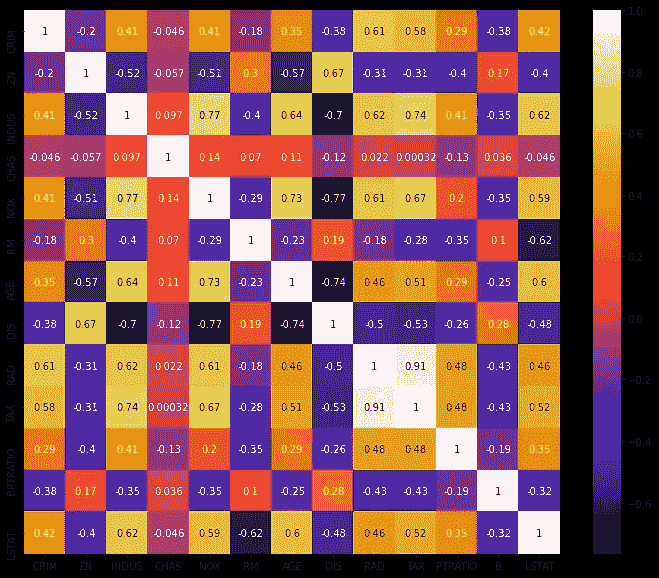 CRIM 1 -0.2 0.41 -0.046 0.41 -0.18 0.35 -0.38 0.61 0.58 0.29 -0.38 0.42
ZN -0.2 1 -0.52 -0.057 -0.51 0.3 -0.57 0.67 -0.31 -0.31 -0.4 0.17 -0.4
INDUS 0.41 -0.52 1 0.097 0.77 -0.4 0.64 -0.7 0.62 0.74 0.41 -0.35 0.62
CHAS -0.046 -0.057 0.097 1 0.14 0.07 0.11 -0.12 0.022 0.00032 -0.13 0.036 -0.046
NOX 0.41 -0.51 0.77 0.14 1 -0.29 0.73 -0.77 0.61 0.67 0.2 -0.35 0.59
RM -0.18 0.3 -0.4 0.07 -0.29 1 -0.23 0.19 -0.18 -0.28 -0.35 0.1 -0.62
AGE 0.35 -0.57 0.64 0.11 0.73 -0.23 1 -0.74 0.46 0.51 0.29 -0.25 0.6
DIS -0.38 0.67 -0.7 -0.12 -0.77 0.19 -0.74 1 -0.5 -0.53 -0.26 0.28 -0.48
RAD 0.61 -0.31 0.62 0.022 0.61 -0.18 0.46 -0.5 1 0.91 0.48 -0.43 0.46
TAX 0.58 -0.31 0.74 0.00032 0.67 -0.28 0.51 -0.53 0.91 1 0.48 -0.43 0.52
PTRATIO 0.29 -0.4 0.41 -0.13 0.2 -0.35 0.29 -0.26 0.48 0.48 1 -0.19 0.35
B -0.38 0.17 -0.35 0.036 -0.35 0.1 -0.25 0.28 -0.43 -0.43 -0.19 1 -0.32
LSTAT 0.42 -0.4 0.62 -0.046 0.59 -0.62 0.6 -0.48 0.46 0.52 0.35 -0.32 1
CRIM ZN INDUS CHAS NOX RM AGE DIS RAD TAX PTRATIO B LSTAT
1.0
0.8
0.6
0.4
0.2
0.0
-0.2
-0.4
-0.6